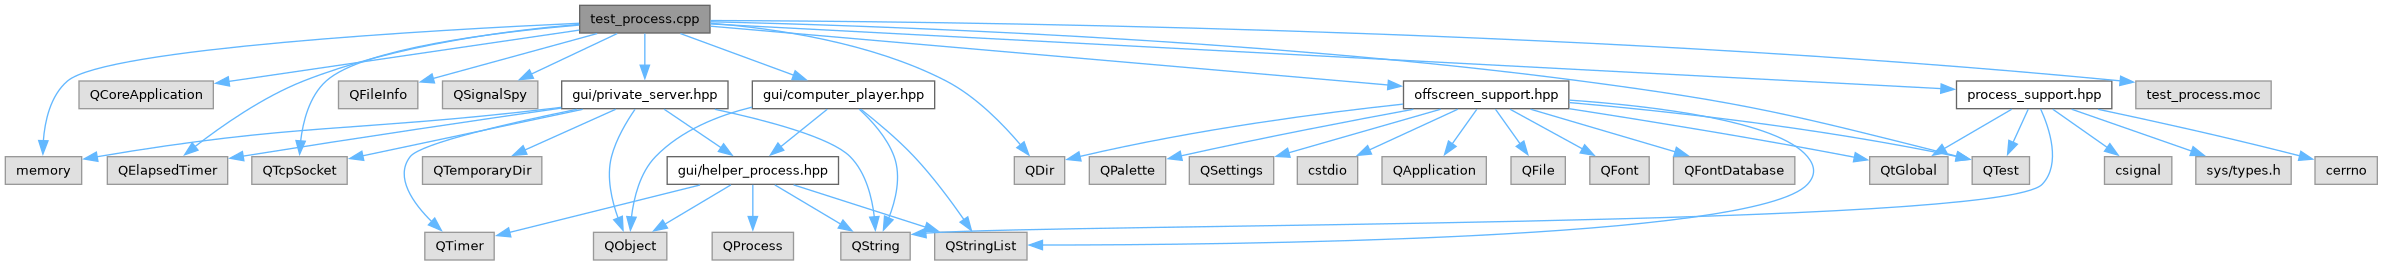 test_process.cpp
QCoreApplication
QFileInfo
QSignalSpy
gui/private_server.hpp
gui/computer_player.hpp
offscreen_support.hpp
process_support.hpp
test_process.moc
memory
QElapsedTimer
QTcpSocket
QTemporaryDir
gui/helper_process.hpp
QDir
QPalette
QSettings
cstdio
QApplication
QFile
QFont
QFontDatabase
QtGlobal
QTest
csignal
sys/types.h
cerrno
QTimer
QObject
QProcess
QString
QStringList